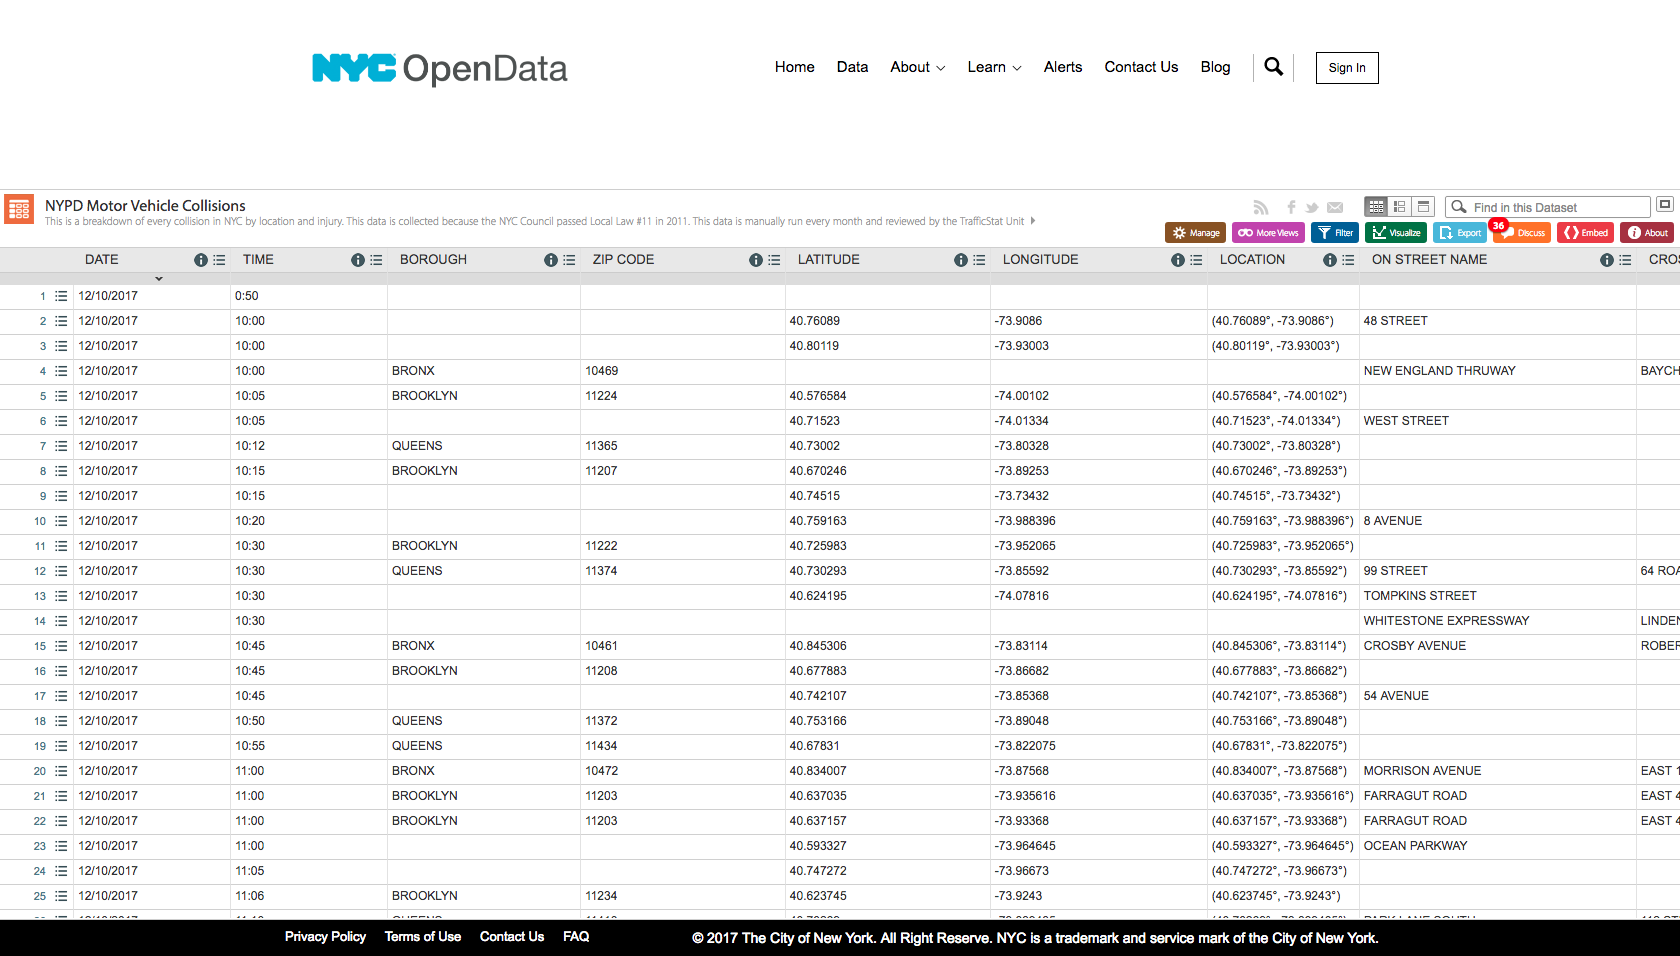 NYC OpenData
Home Data About Learn Alerts Contact Us Blog Sign In
NYPD Motor Vehicle Collisions
Find in this Dataset
This is a breakdown of every collision in NYC by location and injury. This data is collected because the NYC Council passed Local Law #11 in 2011. This data is manually run every month and reviewed by the TrafficStat Unit
36
Manage More Views Filter Visualize Export Discuss Embed About
DATE TIME BOROUGH ZIP CODE LATITUDE LONGITUDE LOCATION ON STREET NAME CROS
1 12/10/2017 0:50
2 12/10/2017 10:00 40.76089 -73.9086 (40.76089°, -73.9086°) 48 STREET
3 12/10/2017 10:00 40.80119 -73.93003 (40.80119°, -73.93003°)
4 12/10/2017 10:00 BRONX 10469 NEW ENGLAND THRUWAY BAYCH
5 12/10/2017 10:05 BROOKLYN 11224 40.576584 -74.00102 (40.576584°, -74.00102°)
6 12/10/2017 10:05 40.71523 -74.01334 (40.71523°, -74.01334°) WEST STREET
7 12/10/2017 10:12 QUEENS 11365 40.73002 -73.80328 (40.73002°, -73.80328°)
8 12/10/2017 10:15 BROOKLYN 11207 40.670246 -73.89253 (40.670246°, -73.89253°)
9 12/10/2017 10:15 40.74515 -73.73432 (40.74515°, -73.73432°)
10 12/10/2017 10:20 40.759163 -73.988396 (40.759163°, -73.988396°) 8 AVENUE
11 12/10/2017 10:30 BROOKLYN 11222 40.725983 -73.952065 (40.725983°, -73.952065°)
12 12/10/2017 10:30 QUEENS 11374 40.730293 -73.85592 (40.730293°, -73.85592°) 99 STREET 64 ROA
13 12/10/2017 10:30 40.624195 -74.07816 (40.624195°, -74.07816°) TOMPKINS STREET
14 12/10/2017 10:30 WHITESTONE EXPRESSWAY LINDEN
15 12/10/2017 10:45 BRONX 10461 40.845306 -73.83114 (40.845306°, -73.83114°) CROSBY AVENUE ROBER
16 12/10/2017 10:45 BROOKLYN 11208 40.677883 -73.86682 (40.677883°, -73.86682°)
17 12/10/2017 10:45 40.742107 -73.85368 (40.742107°, -73.85368°) 54 AVENUE
18 12/10/2017 10:50 QUEENS 11372 40.753166 -73.89048 (40.753166°, -73.89048°)
19 12/10/2017 10:55 QUEENS 11434 40.67831 -73.822075 (40.67831°, -73.822075°)
20 12/10/2017 11:00 BRONX 10472 40.834007 -73.87568 (40.834007°, -73.87568°) MORRISON AVENUE EAST 1
21 12/10/2017 11:00 BROOKLYN 11203 40.637035 -73.935616 (40.637035°, -73.935616°) FARRAGUT ROAD EAST 4
22 12/10/2017 11:00 BROOKLYN 11203 40.637157 -73.93368 (40.637157°, -73.93368°) FARRAGUT ROAD EAST 4
23 12/10/2017 11:00 40.593327 -73.964645 (40.593327°, -73.964645°) OCEAN PARKWAY
24 12/10/2017 11:05 40.747272 -73.96673 (40.747272°, -73.96673°)
25 12/10/2017 11:06 BROOKLYN 11234 40.623745 -73.9243 (40.623745°, -73.9243°)
Privacy Policy Terms of Use Contact Us FAQ © 2017 The City of New York. All Right Reserve. NYC is a trademark and service mark of the City of New York.